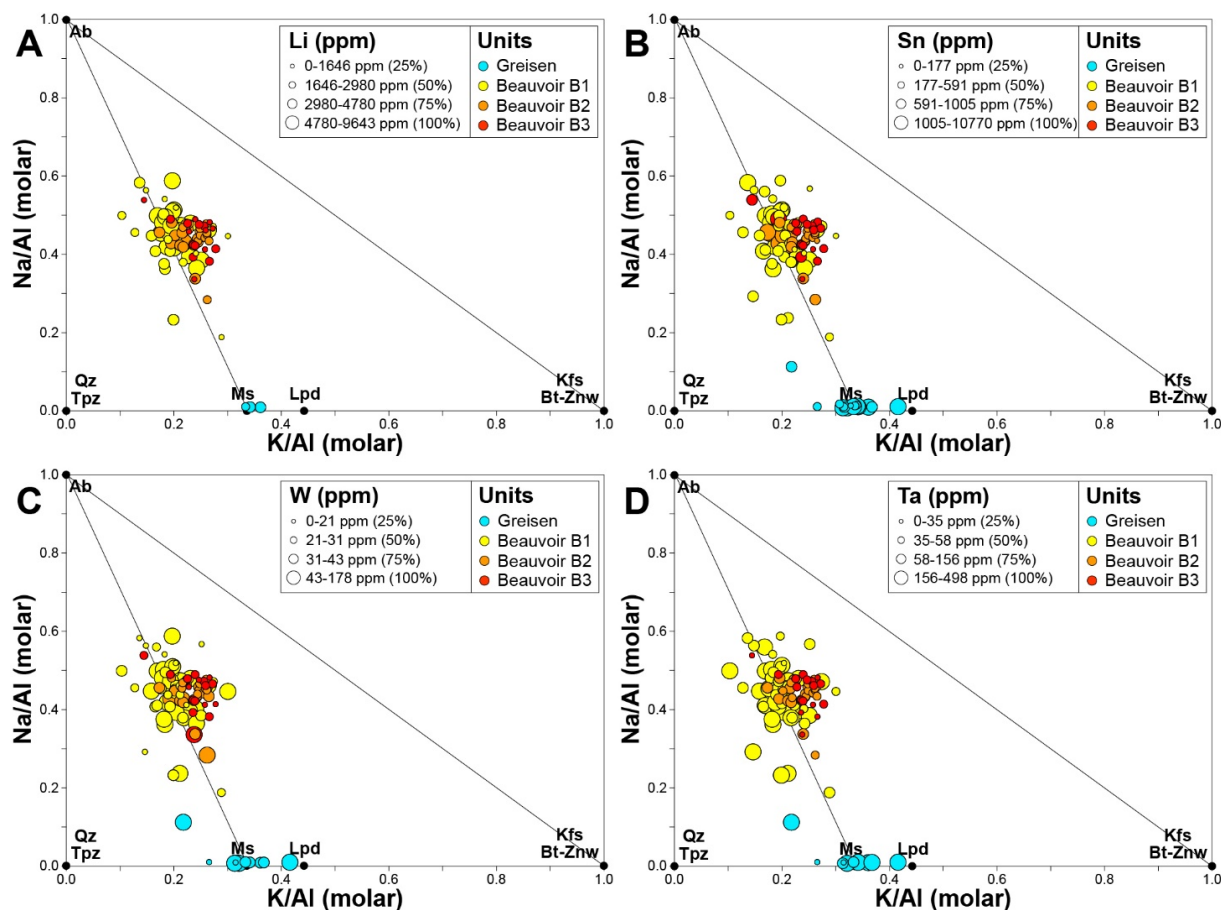 A
1.0
Ab
Li (ppm)
0-1646 ppm (25%)
1646-2980 ppm (50%)
2980-4780 ppm (75%)
4780-9643 ppm (100%)
Units
Greisen
Beauvoir B1
Beauvoir B2
Beauvoir B3
Na/Al (molar)
0.8
0.6
0.4
0.2
0.0
Qz
Tpz
Ms
Lpd
Kfs
Bt-Znw
0.0
0.2
0.4
0.6
0.8
1.0
K/Al (molar)
B
1.0
Ab
Sn (ppm)
0-177 ppm (25%)
177-591 ppm (50%)
591-1005 ppm (75%)
1005-10770 ppm (100%)
Units
Greisen
Beauvoir B1
Beauvoir B2
Beauvoir B3
Na/Al (molar)
0.8
0.6
0.4
0.2
0.0
Qz
Tpz
Ms
Lpd
Kfs
Bt-Znw
0.0
0.2
0.4
0.6
0.8
1.0
K/Al (molar)
C
1.0
Ab
W (ppm)
0-21 ppm (25%)
21-31 ppm (50%)
31-43 ppm (75%)
43-178 ppm (100%)
Units
Greisen
Beauvoir B1
Beauvoir B2
Beauvoir B3
Na/Al (molar)
0.8
0.6
0.4
0.2
0.0
Qz
Tpz
Ms
Lpd
Kfs
Bt-Znw
0.0
0.2
0.4
0.6
0.8
1.0
K/Al (molar)
D
1.0
Ab
Ta (ppm)
0-35 ppm (25%)
35-58 ppm (50%)
58-156 ppm (75%)
156-498 ppm (100%)
Units
Greisen
Beauvoir B1
Beauvoir B2
Beauvoir B3
Na/Al (molar)
0.8
0.6
0.4
0.2
0.0
Qz
Tpz
Ms
Lpd
Kfs
Bt-Znw
0.0
0.2
0.4
0.6
0.8
1.0
K/Al (molar)